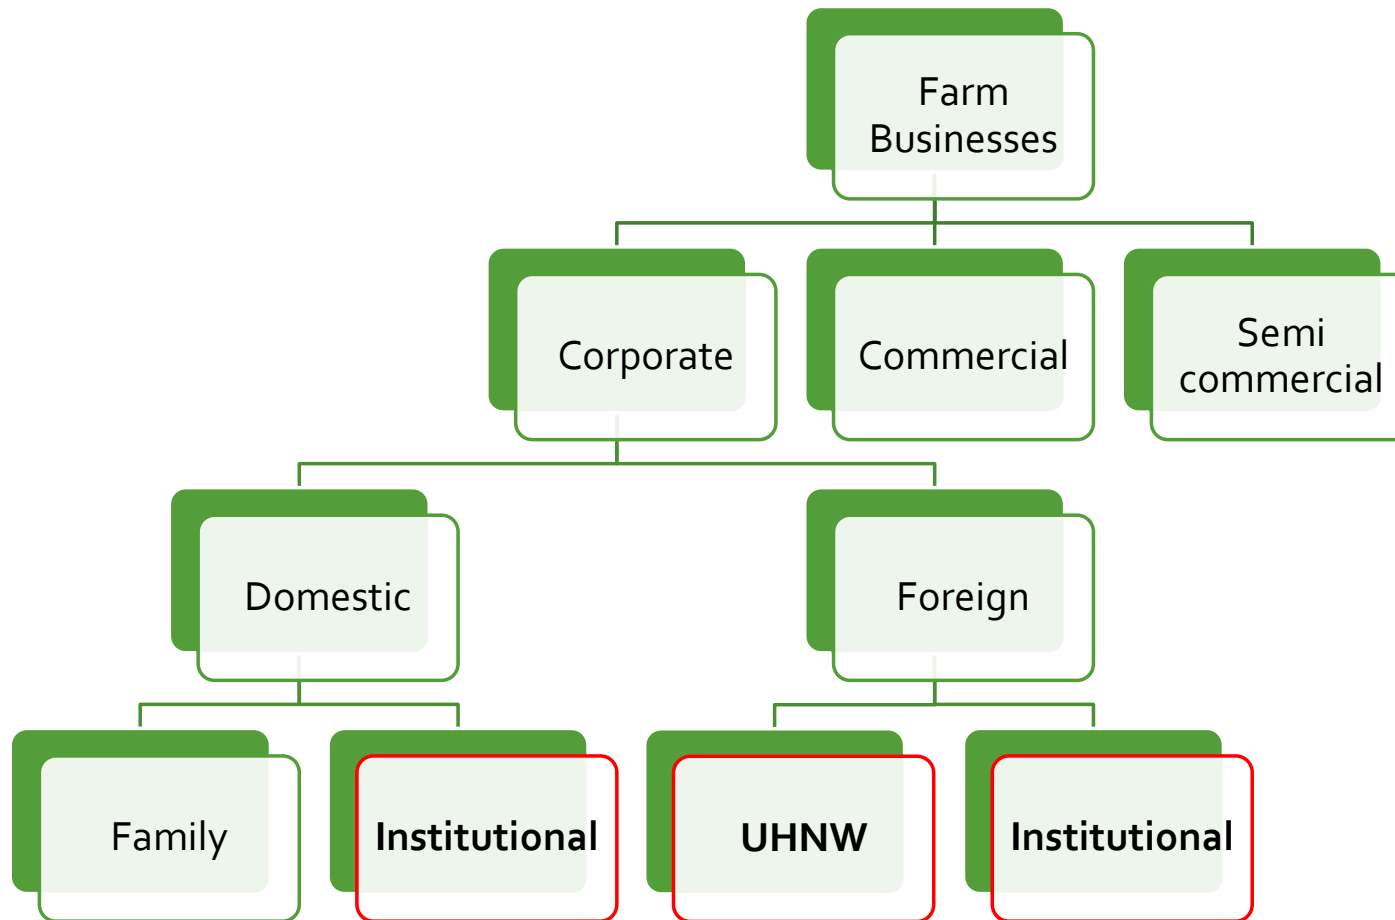 Farm
Businesses
Corporate
Commercial
Semi
commercial
Domestic
Foreign
Family
Institutional
UHNW
Institutional